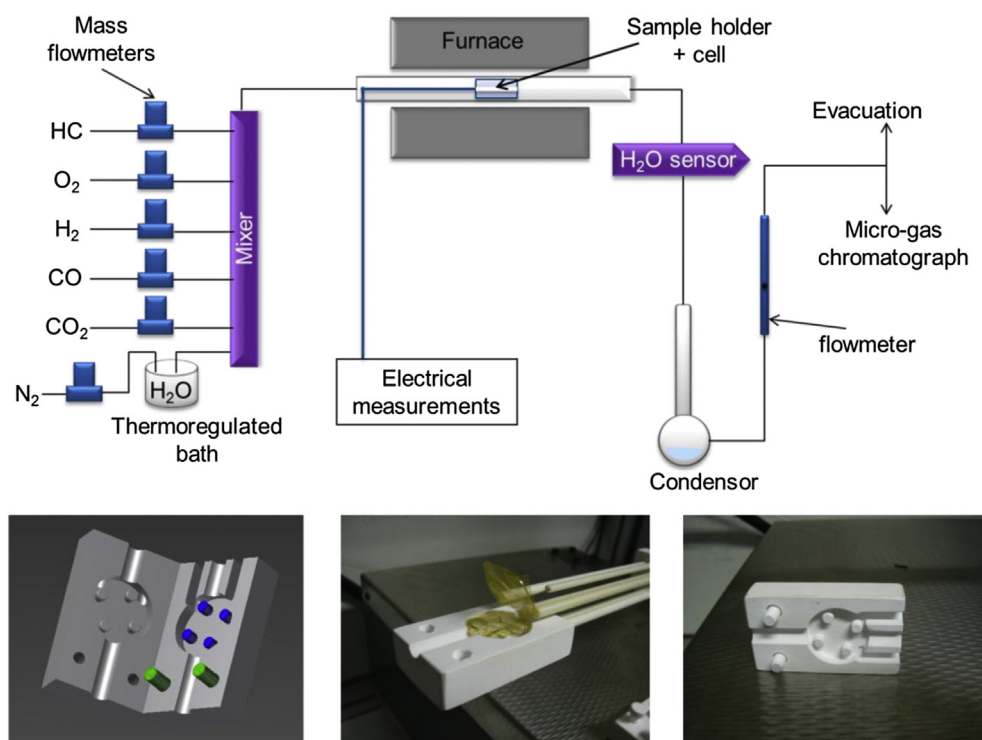 Mass
flowmeters
HC
O₂
H₂
CO
CO₂
N₂
H₂O
Thermoregulated
bath
Mixer
Furnace
Sample holder
+ cell
Electrical
measurements
H₂O sensor
Condensor
flowmeter
Evacuation
Micro-gas
chromatograph